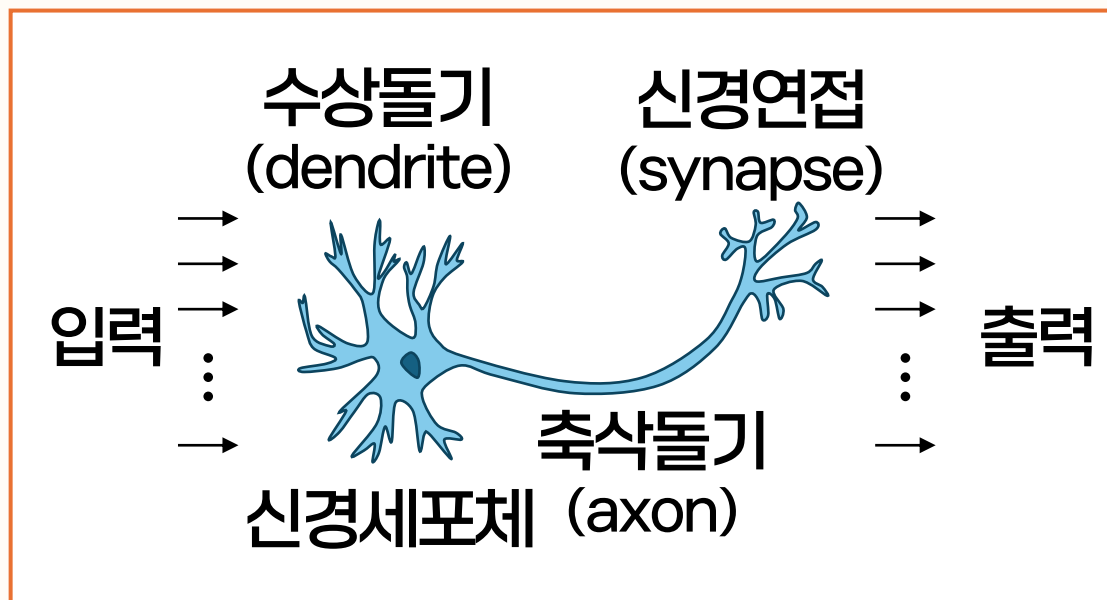 수상돌기
(dendrite)
신경연접
(synapse)
입력
출력
축삭돌기
(axon)
신경세포체